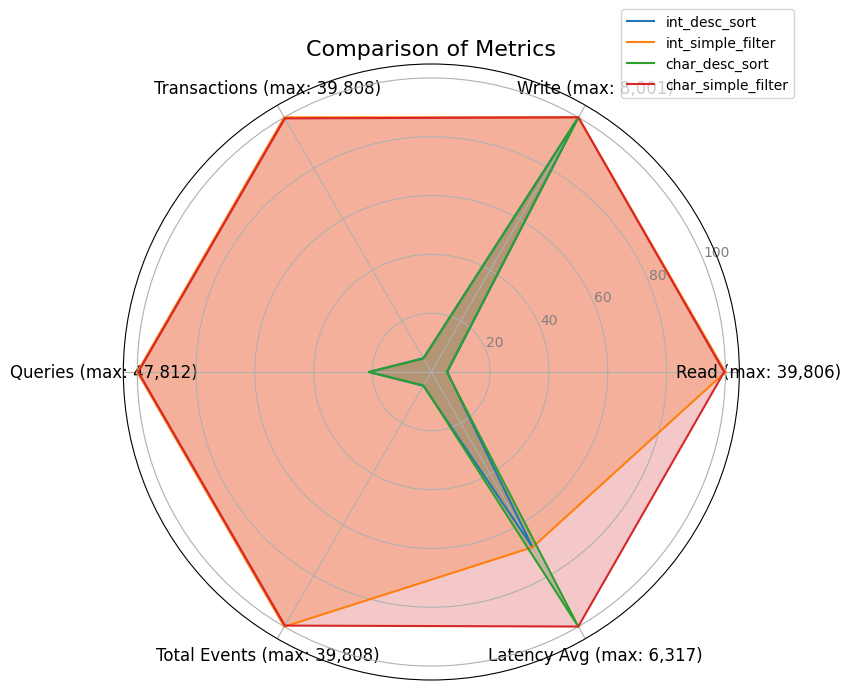 int_desc_sort
int_simple_filter
char_desc_sort
char_simple_filter
Comparison of Metrics
Transactions (max: 39,808)
Write (max: 8,001)
100
80
60
40
20
Queries (max: 47,812)
Read (max: 39,806)
Total Events (max: 39,808)
Latency Avg (max: 6,317)